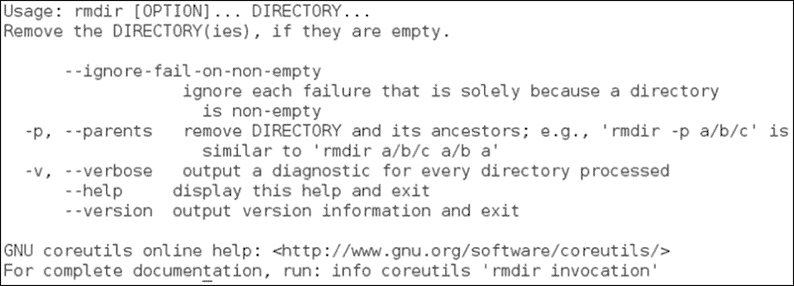 Usage: rmdir [OPTION]... DIRECTORY...
Remove the DIRECTORY(ies), if they are empty.
--ignore-fail-on-non-empty
ignore each failure that is solely because a directory
is non-empty
-p, --parents remove DIRECTORY and its ancestors; e.g., 'rmdir -p a/b/c' is
similar to 'rmdir a/b/c a/b a'
-v, --verbose output a diagnostic for every directory processed
--help display this help and exit
--version output version information and exit
GNU coreutils online help: <http://www.gnu.org/software/coreutils/>
For complete documentation, run: info coreutils 'rmdir invocation'